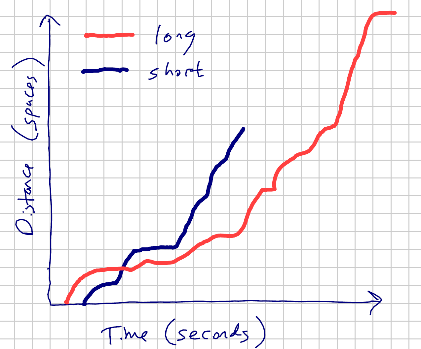 long
short
Distance (spaces)
Time (seconds)